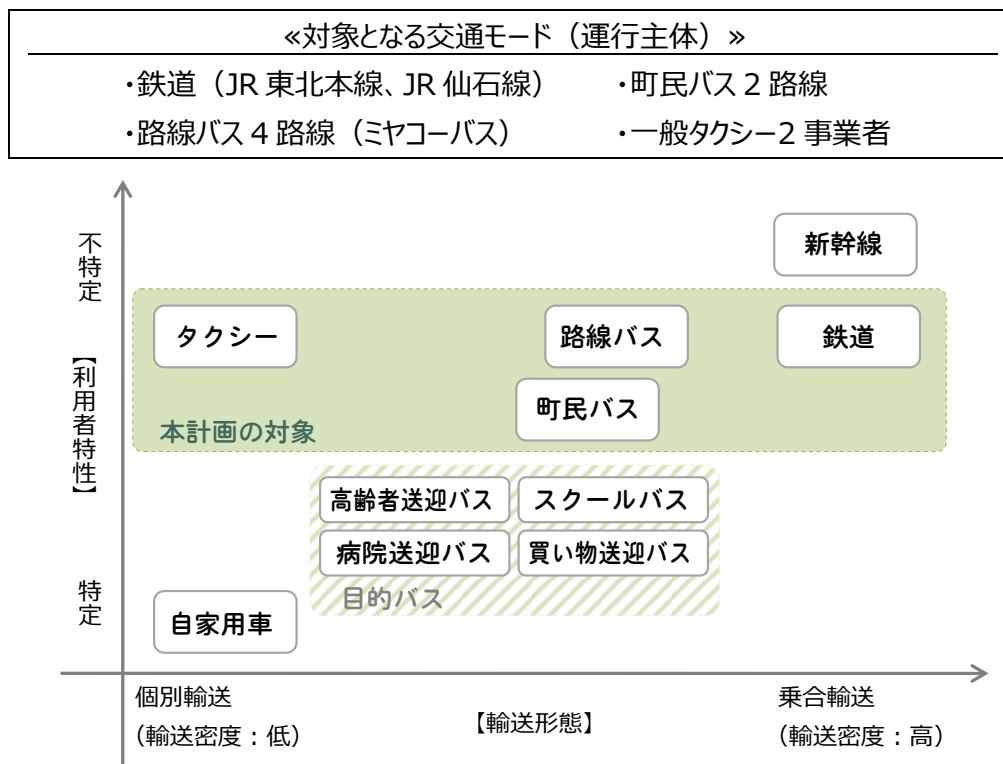 ≪対象となる交通モード（運行主体）≫
・鉄道（JR 東北本線、JR 仙石線）　・町民バス 2 路線
・路線バス 4 路線（ミヤコーバス）　・一般タクシー2 事業者
不特定
新幹線
タクシー
路線バス
鉄道
【利用者特性】
町民バス
本計画の対象
高齢者送迎バス
スクールバス
病院送迎バス
買い物送迎バス
目的バス
特定
自家用車
個別輸送
（輸送密度：低）
【輸送形態】
乗合輸送
（輸送密度：高）